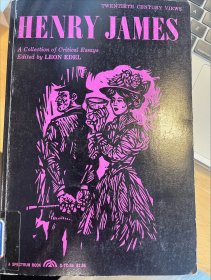 TWENTIETH CENTURY VIEWS
HENRY JAMES
A Collection of Critical Essays
Edited by LEON EDEL
A SPECTRUM BOOK